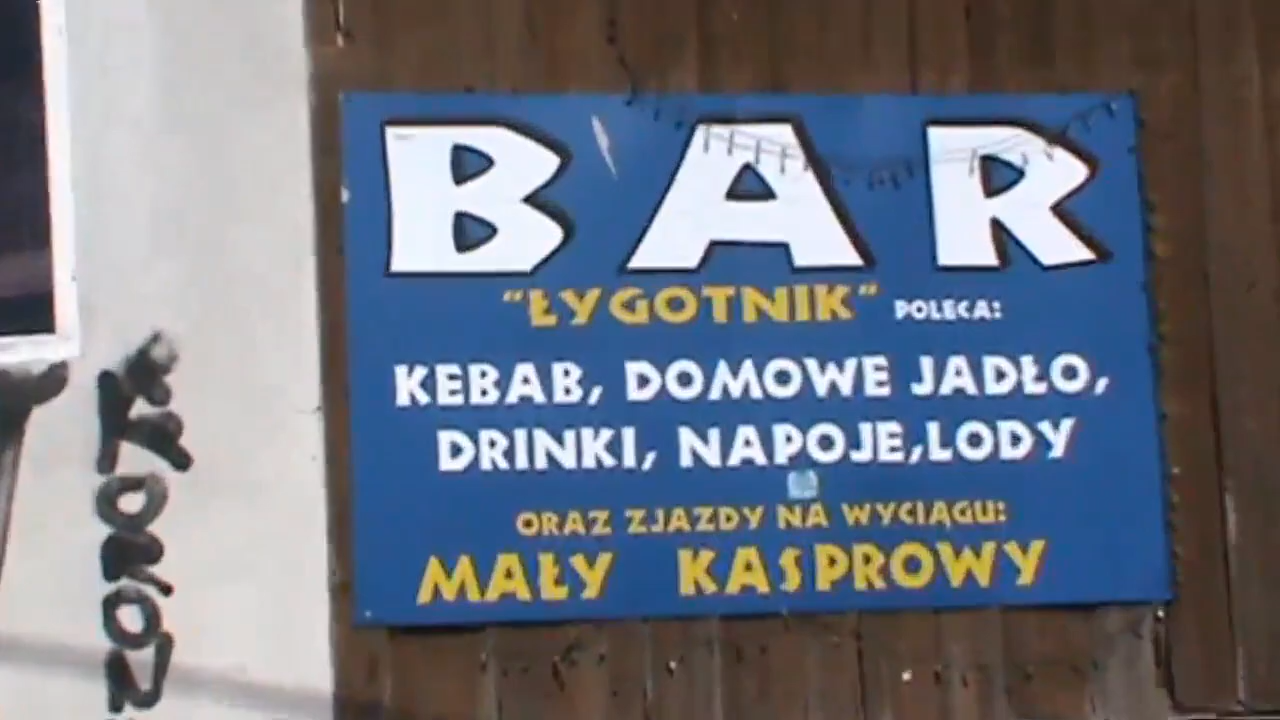 BAR
"ŁYGOTNIK" POLECA:
KEBAB, DOMOWE JADŁO,
DRINKI, NAPOJE,LODY
ORAZ ZJAZDY NA WYCIĄGU:
MAŁY KASPROWY